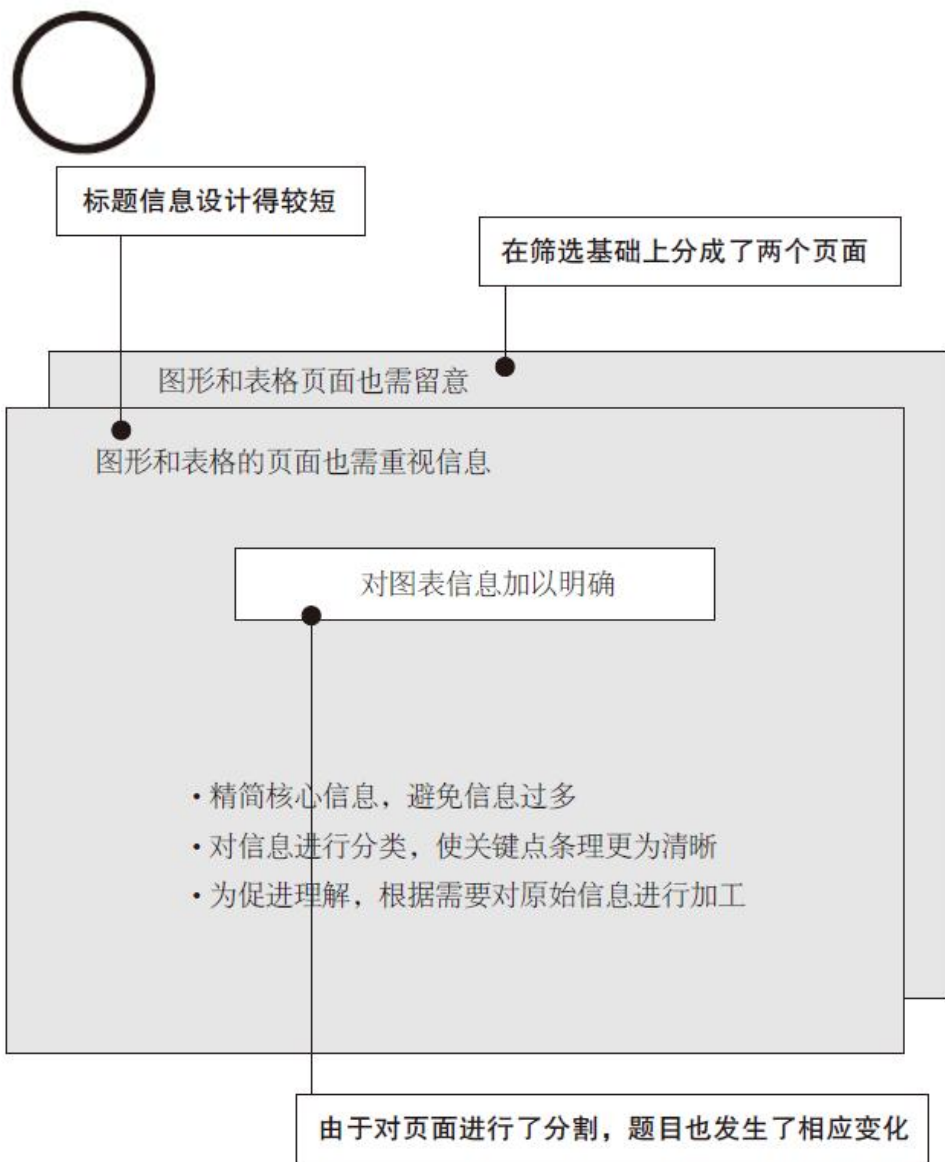 标题信息设计得较短
在筛选基础上分成了两个页面
图形和表格页面也需留意
图形和表格的页面也需重视信息
对图表信息加以明确
·精简核心信息，避免信息过多
·对信息进行分类，使关键点条理更为清晰
·为促进理解，根据需要对原始信息进行加工
由于对页面进行了分割，题目也发生了相应变化